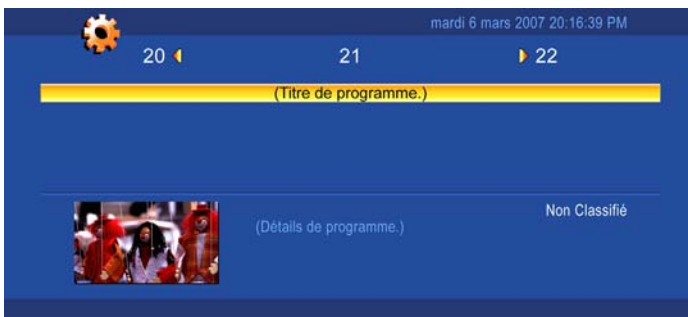 mardi 6 mars 2007 20:16:39 PM
20 21 22
(Titre de programme.)
Non Classifié
(Détails de programme.)